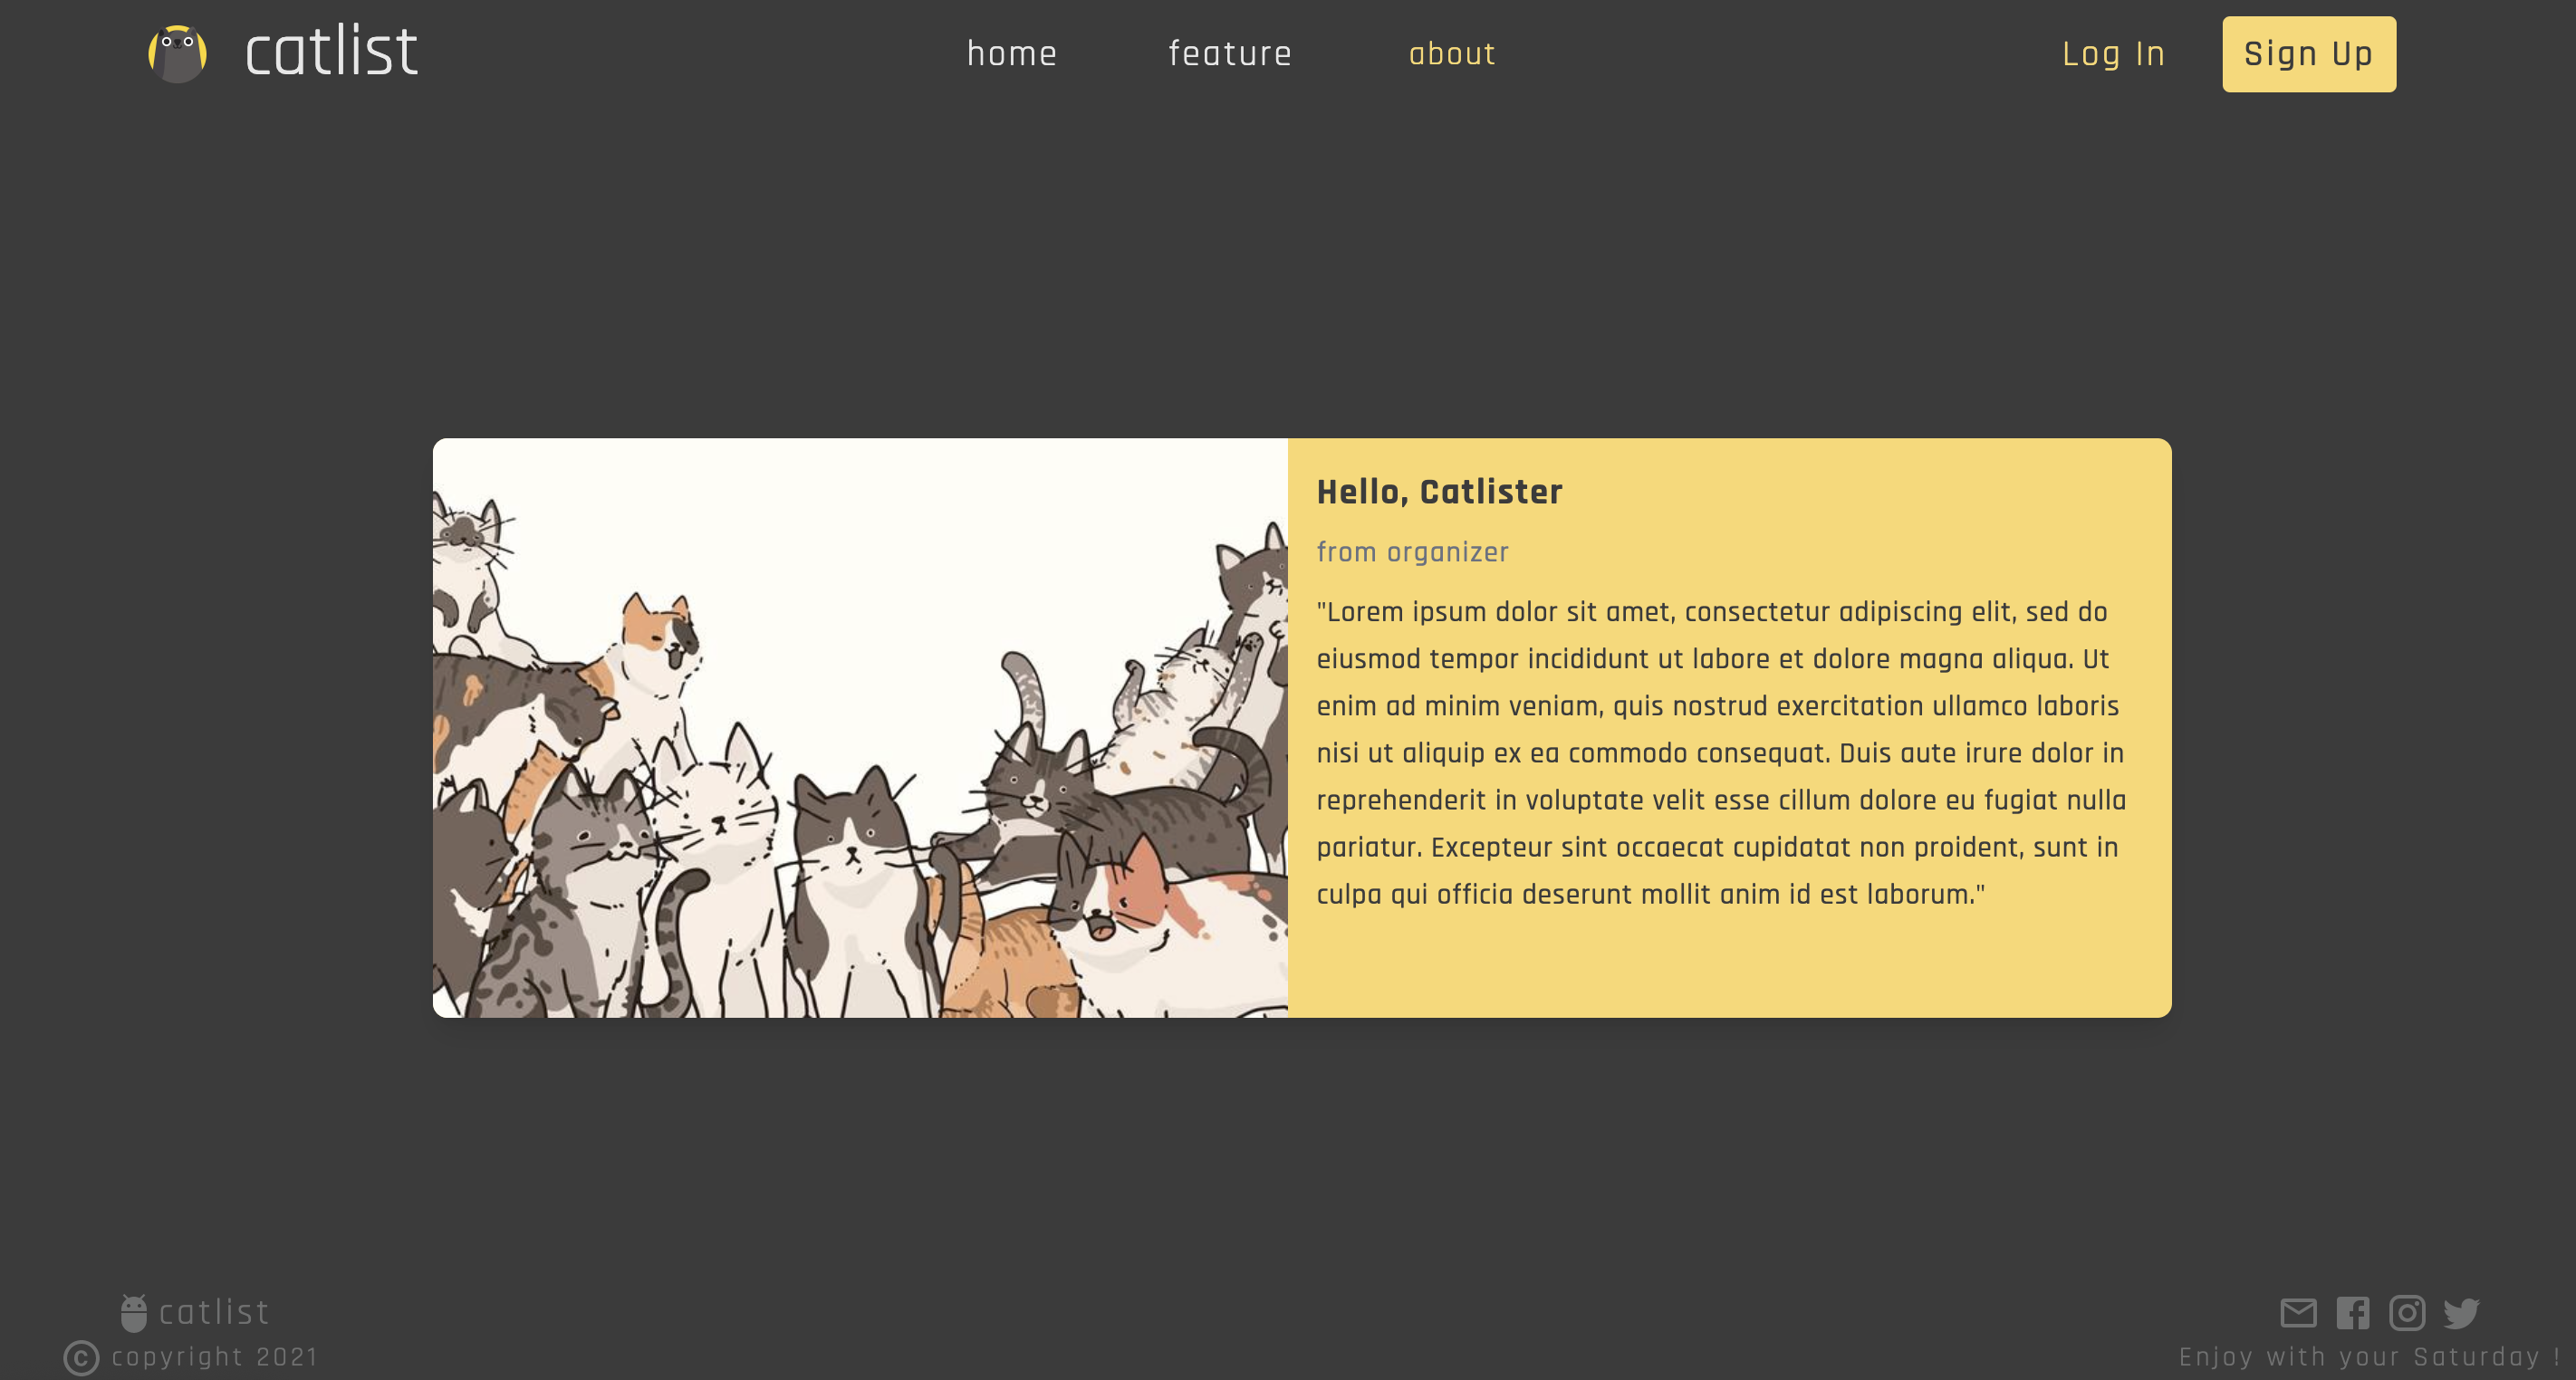 catlist
home feature about
Log In Sign Up
Hello, Catlister
from organizer
"Lorem ipsum dolor sit amet, consectetur adipiscing elit, sed do
eiusmod tempor incididunt ut labore et dolore magna aliqua. Ut
enim ad minim veniam, quis nostrud exercitation ullamco laboris
nisi ut aliquip ex ea commodo consequat. Duis aute irure dolor in
reprehenderit in voluptate velit esse cillum dolore eu fugiat nulla
pariatur. Excepteur sint occaecat cupidatat non proident, sunt in
culpa qui officia deserunt mollit anim id est laborum."
catlist
© copyright 2021
Enjoy with your Saturday !